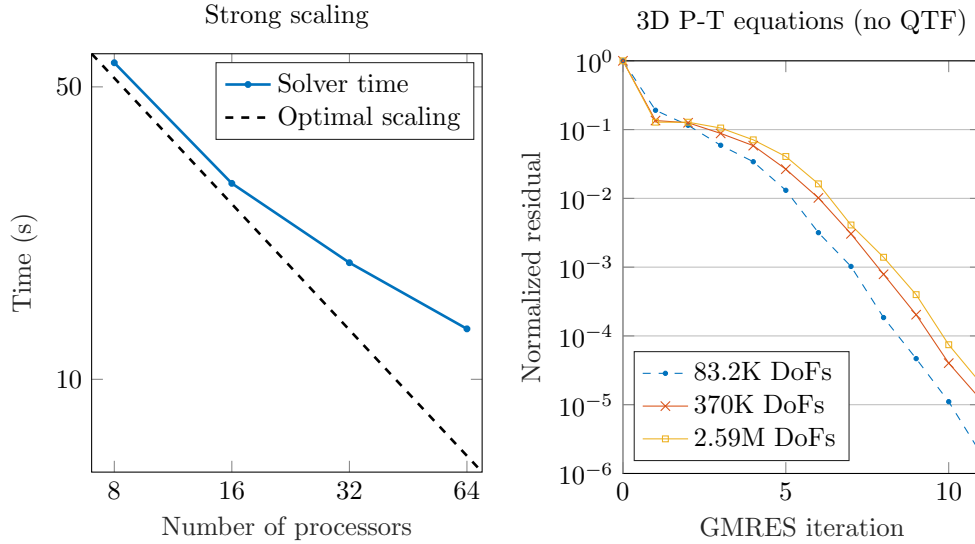 Strong scaling
50
10
Time (s)
8
16
32
64
Number of processors
Solver time
Optimal scaling
3D P-T equations (no QTF)
10^0
10^-1
10^-2
10^-3
10^-4
10^-5
10^-6
Normalized residual
0
5
10
GMRES iteration
83.2K DoFs
370K DoFs
2.59M DoFs